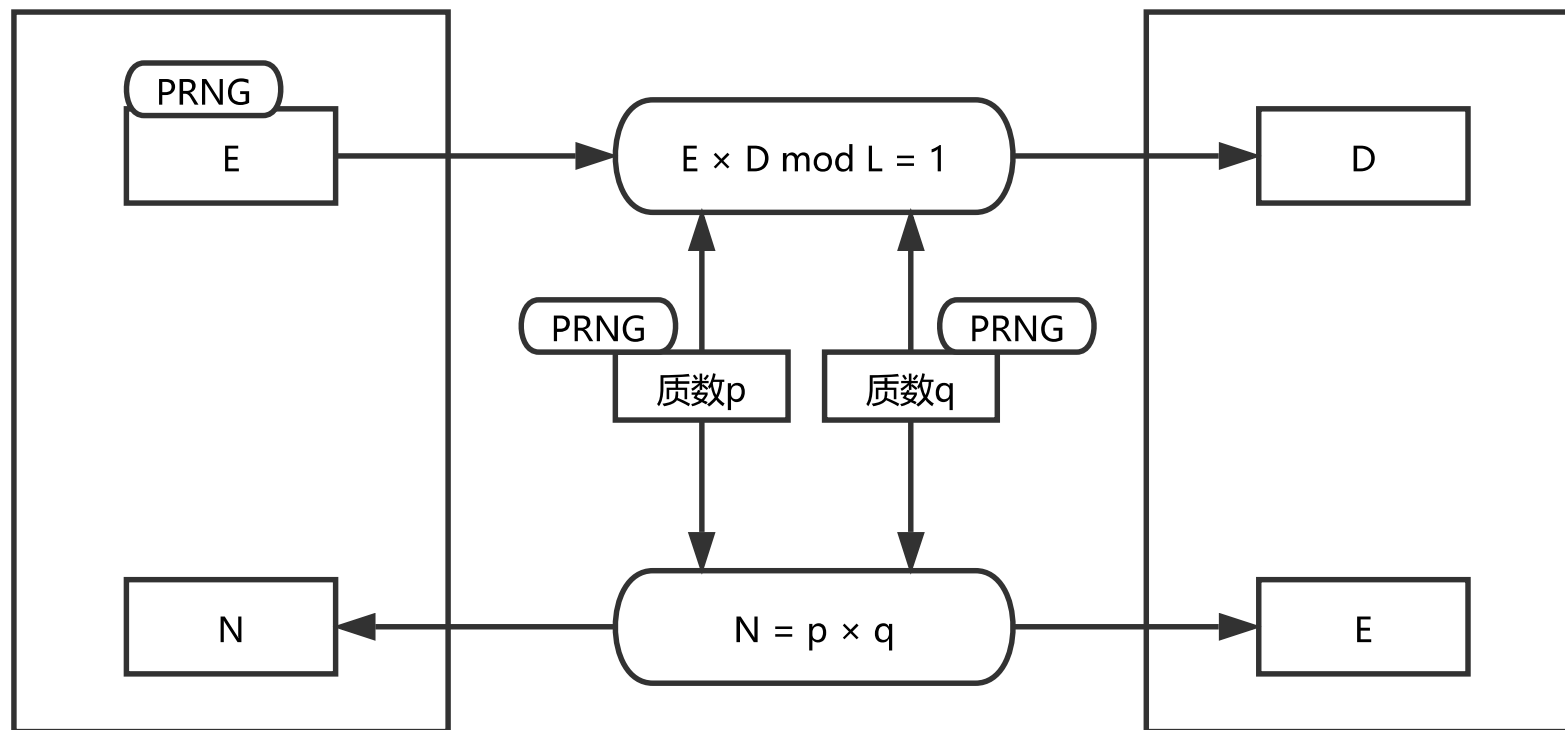 PRNG
E
E × D mod L = 1
D
PRNG
PRNG
质数p
质数q
N
N = p × q
E